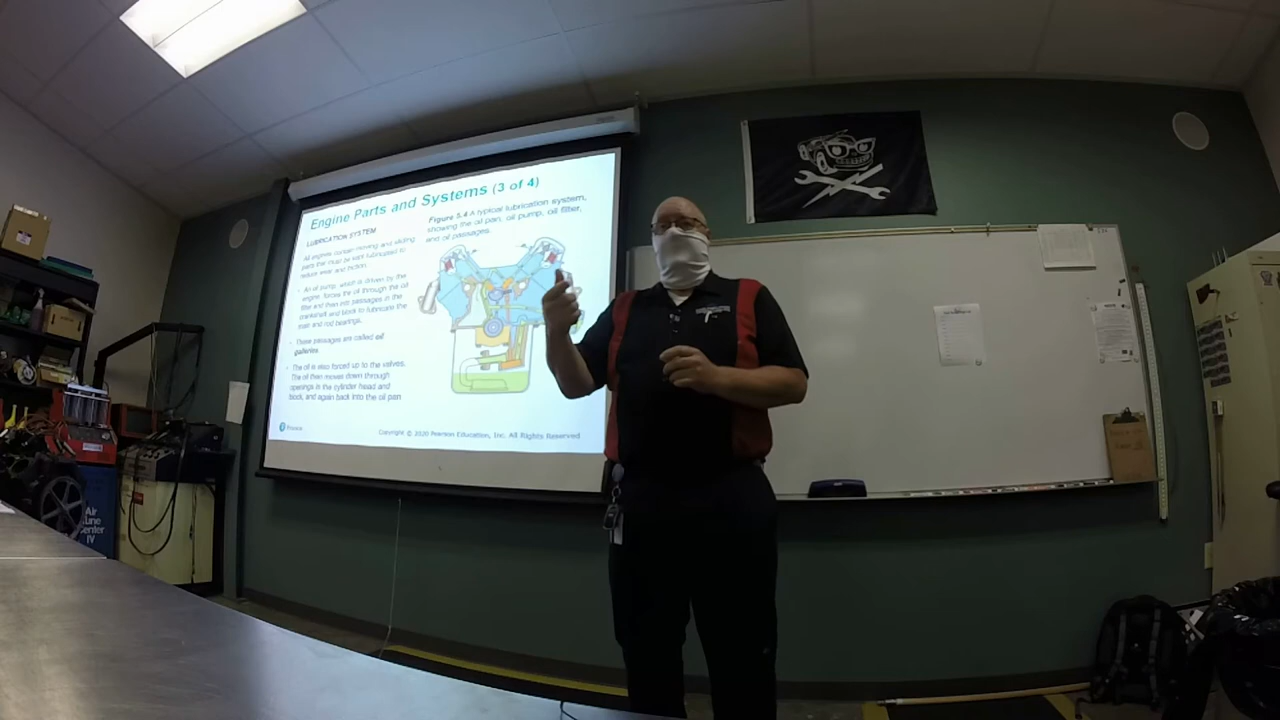 Engine Parts and Systems (3 of 4)
LUBRICATION SYSTEM
All engines contain moving and sliding
parts that must be kept lubricated to
reduce wear and friction.
- An oil pump, which is driven by the
engine, forces the oil through the oil
filter and then into passages in the
crankshaft and block to lubricate the
main and rod bearings.
- These passages are called oil
galleries
- The oil is also forced up to the valves.
The oil then moves down through
openings in the cylinder head and
block, and again back into the oil pan
Figure 5.4 A typical lubrication system,
showing the oil pan, oil pump, oil filter,
and oil passages.
Pearson
Copyright © 2020 Pearson Education, Inc. All Rights Reserved
Air
Line
Center
IV